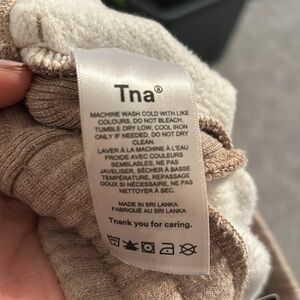 Tna®
MACHINE WASH COLD WITH LIKE
COLOURS, DO NOT BLEACH,
TUMBLE DRY LOW, COOL IRON
ONLY IF NEEDED, DO NOT DRY
CLEAN.
LAVER À LA MACHINE À L'EAU
FROIDE AVEC COULEURS
SEMBLABLES, NE PAS
JAVELISER, SÉCHER À BASSE
TEMPÉRATURE, REPASSAGE
DOUX SI NÉCESSAIRE, NE PAS
NETTOYER À SEC.
MADE IN SRI LANKA
FABRIQUÉ AU SRI LANKA
Tnank you for caring.